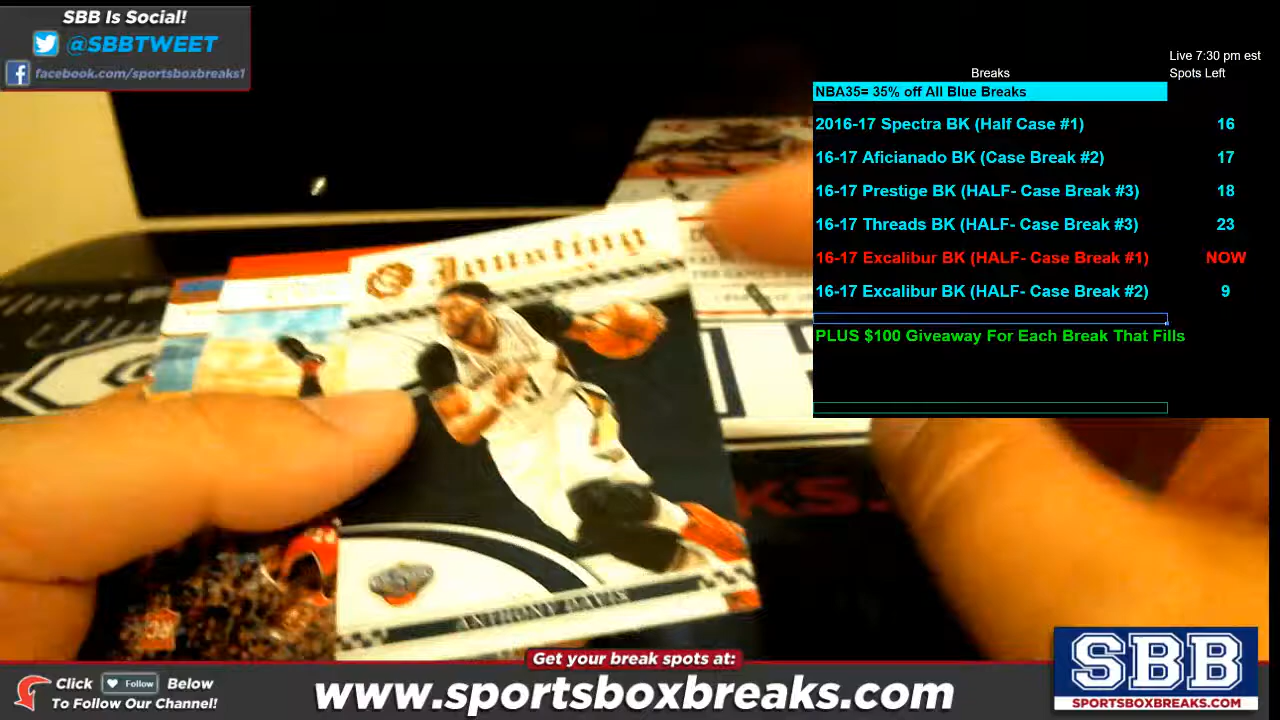 SBB Is Social!
@SBBTWEET
facebook.com/sportsboxbreaks1
Live 7:30 pm est
Breaks Spots Left
NBA35= 35% off All Blue Breaks
2016-17 Spectra BK (Half Case #1) 16
16-17 Aficianado BK (Case Break #2) 17
16-17 Prestige BK (HALF- Case Break #3) 18
16-17 Threads BK (HALF- Case Break #3) 23
16-17 Excalibur BK (HALF- Case Break #1) NOW
16-17 Excalibur BK (HALF- Case Break #2) 9
PLUS $100 Giveaway For Each Break That Fills
Jousting
ANTHONY DAVIS
Get your break spots at:
Click Follow Below
To Follow Our Channel!
www.sportsboxbreaks.com
SBB
SPORTSBOXBREAKS.COM